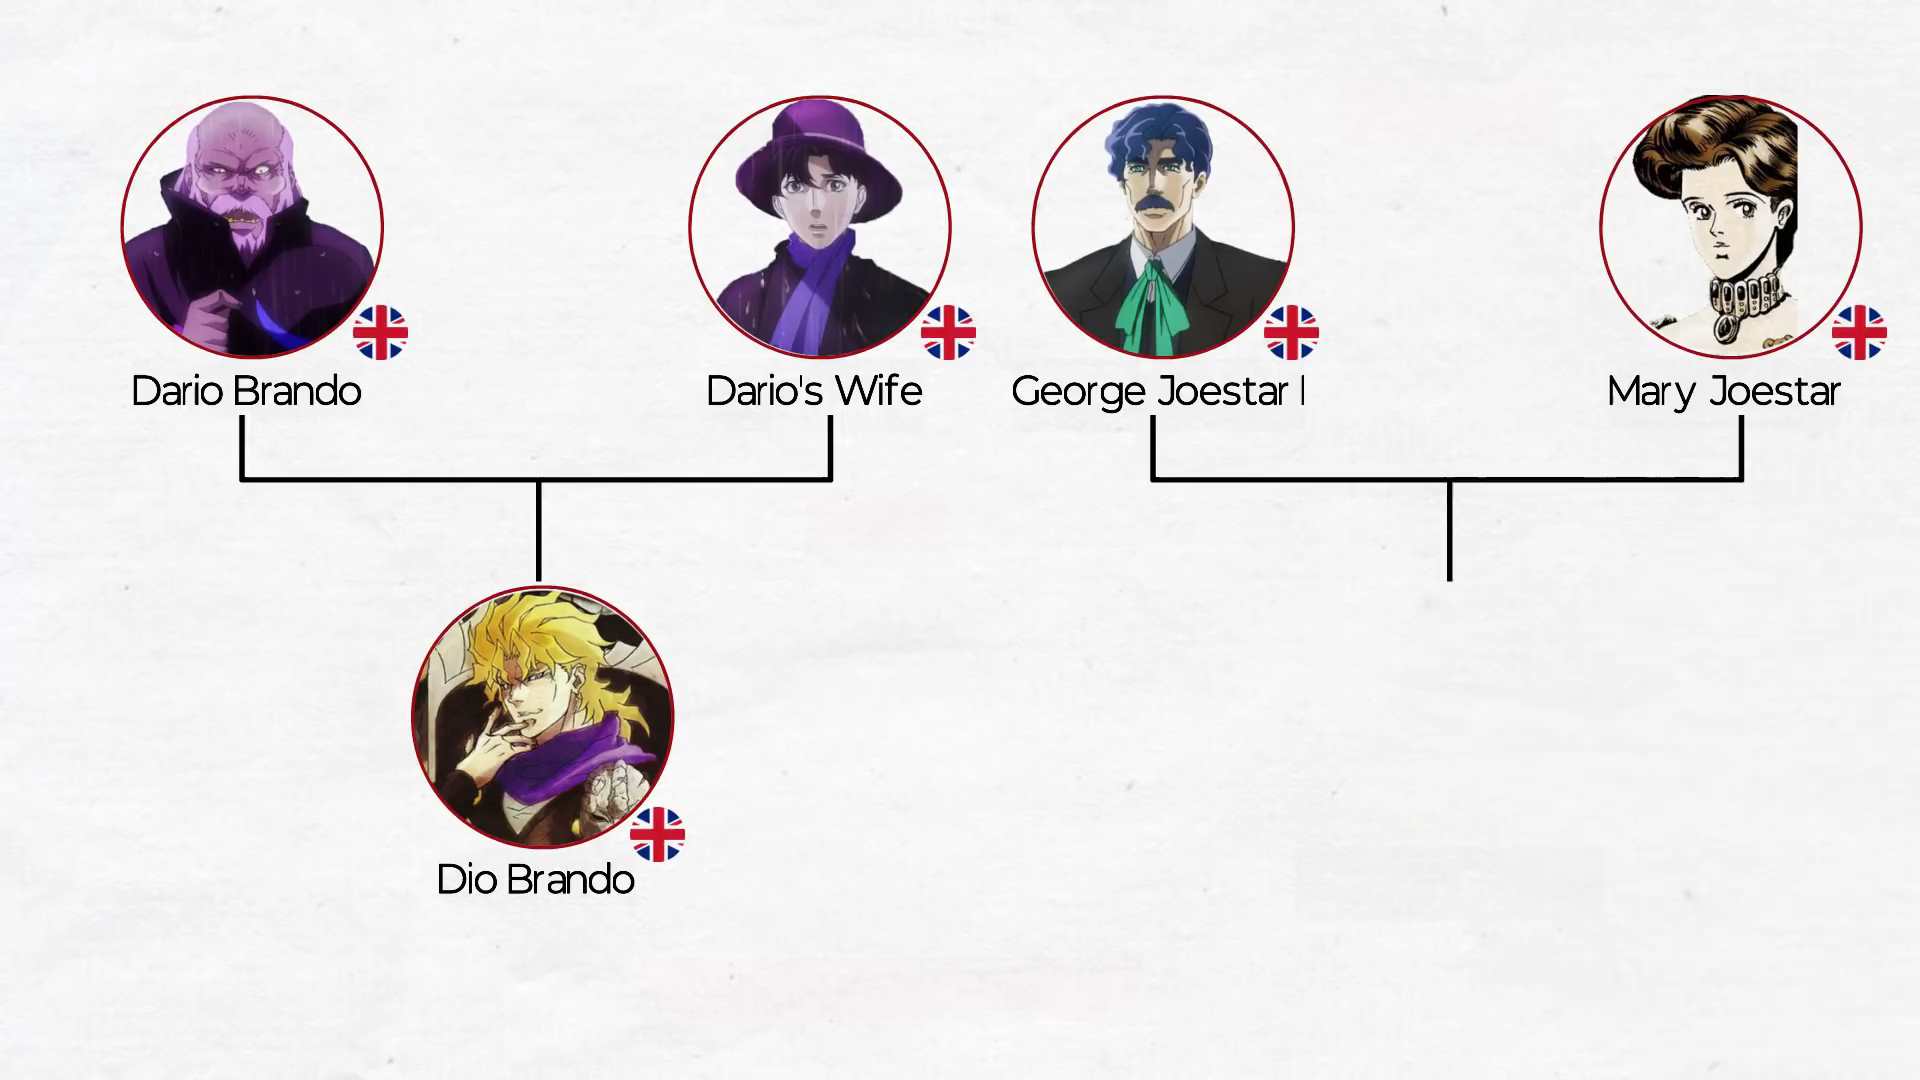 Dario Brando
Dario's Wife
George Joestar I
Mary Joestar
Dio Brando